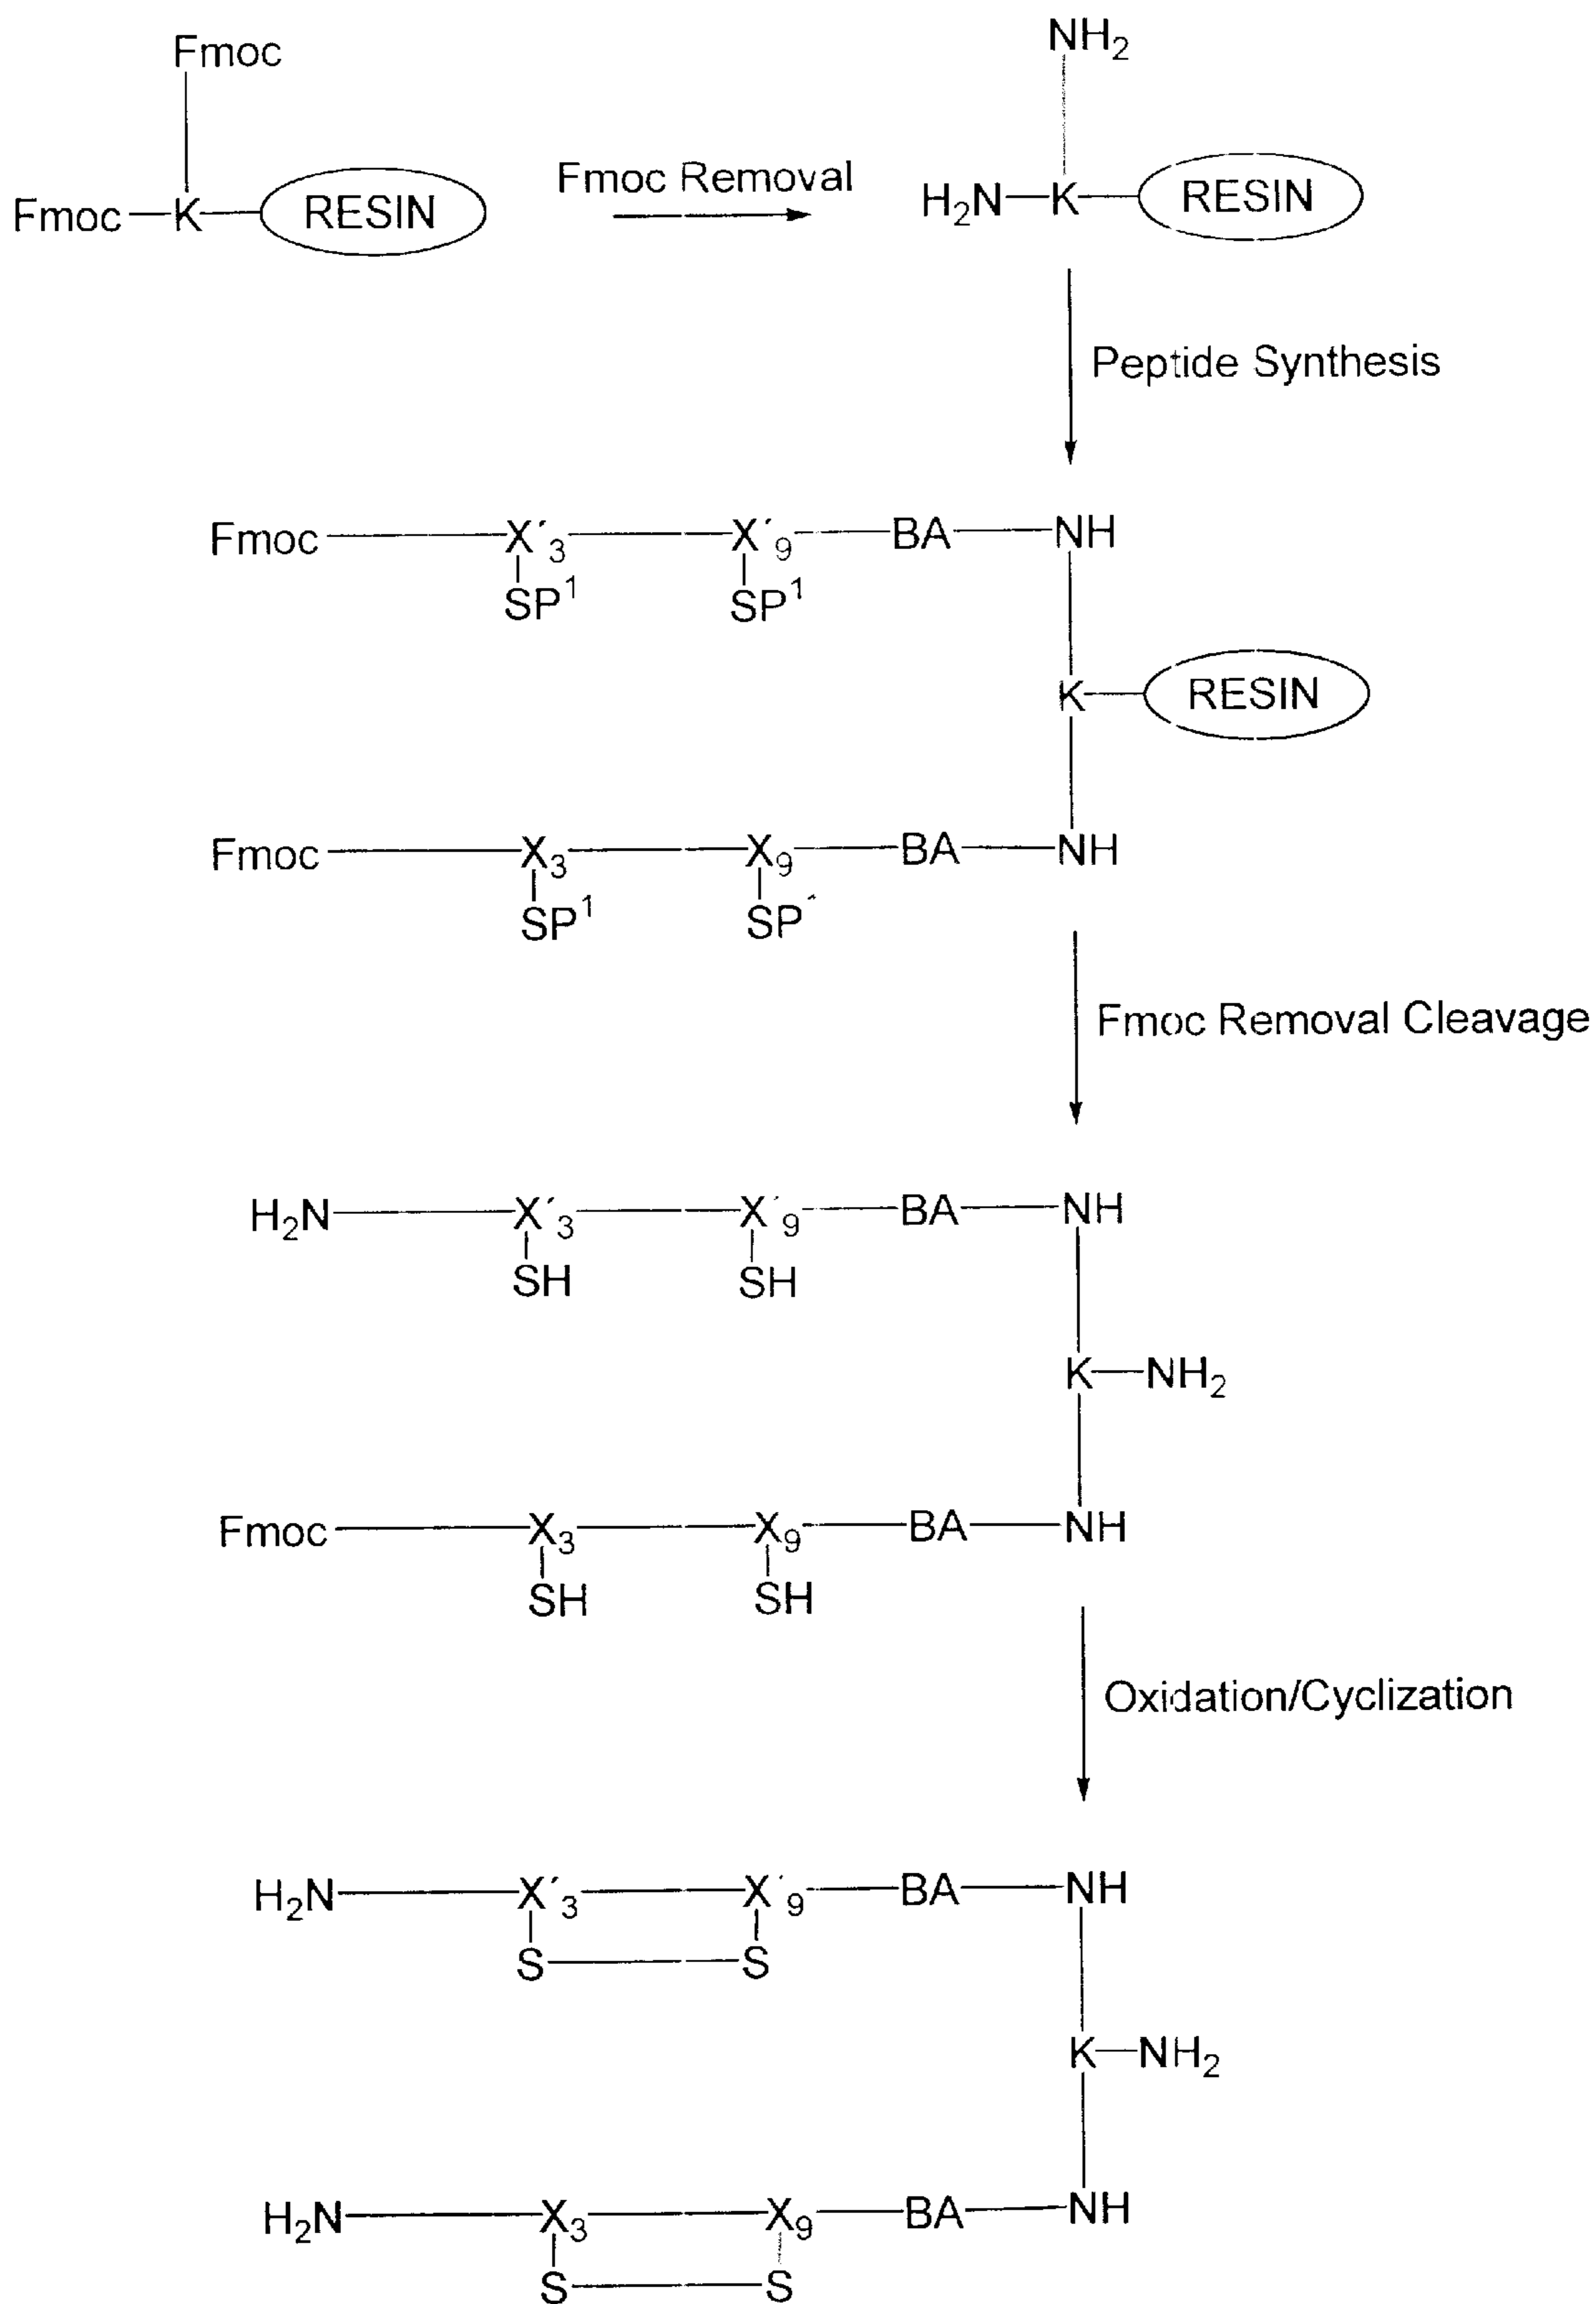 Fmoc NH₂
Fmoc—K—RESIN Fmoc Removal H₂N—K—RESIN
Peptide Synthesis
Fmoc X´₃ X´₉ BA NH
SP¹ SP¹
K RESIN
Fmoc X₃ X₉ BA NH
SP¹ SP
Fmoc Removal Cleavage
H₂N X´₃ X´₉ BA NH
SH SH
K—NH₂
Fmoc X₃ X₉ BA NH
SH SH
Oxidation/Cyclization
H₂N X´₃ X´₉ BA NH
S S
K—NH₂
H₂N X₃ X₉ BA NH
S S